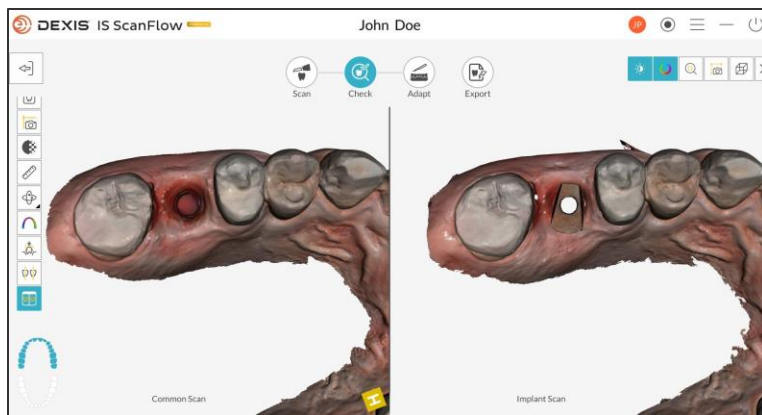 DEXIS IS ScanFlow
John Doe
JP
Scan
Check
Adapt
Export
Common Scan
Implant Scan